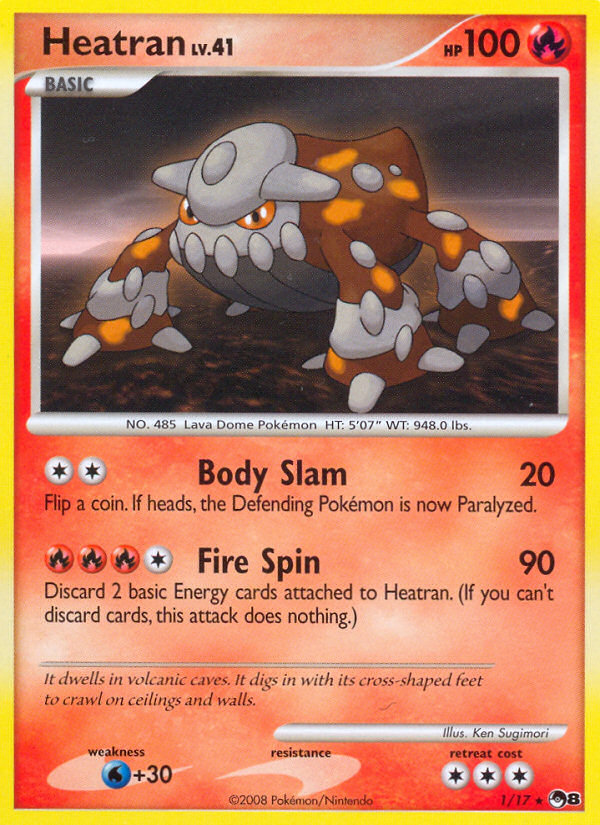 Heatran LV.41
HP 100
BASIC
NO. 485 Lava Dome Pokémon HT: 5'07" WT: 948.0 lbs.
Body Slam 20
Flip a coin. If heads, the Defending Pokémon is now Paralyzed.
Fire Spin 90
Discard 2 basic Energy cards attached to Heatran. (If you can't
discard cards, this attack does nothing.)
It dwells in volcanic caves. It digs in with its cross-shaped feet
to crawl on ceilings and walls.
Illus. Ken Sugimori
weakness resistance retreat cost
+30
©2008 Pokémon/Nintendo 1/17 ★ 8